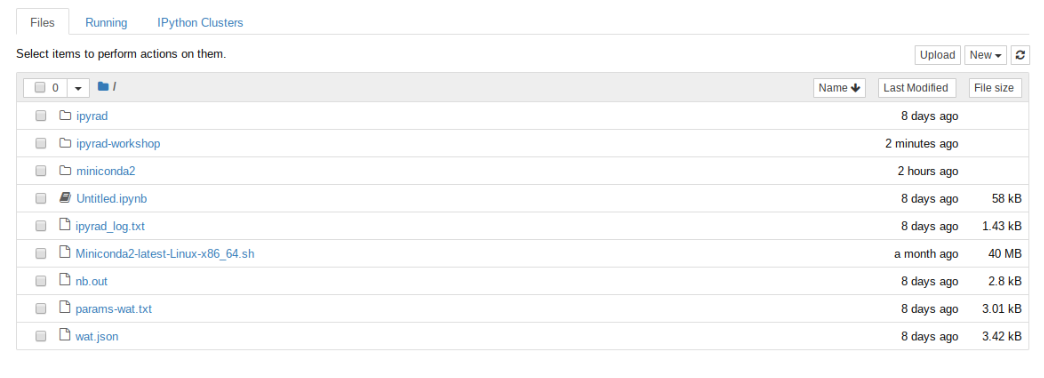 Files Running IPython Clusters
Select items to perform actions on them. Upload New
0 / Name Last Modified File size
ipyrad 8 days ago
ipyrad-workshop 2 minutes ago
miniconda2 2 hours ago
Untitled.ipynb 8 days ago 58 kB
ipyrad_log.txt 8 days ago 1.43 kB
Miniconda2-latest-Linux-x86_64.sh a month ago 40 MB
nb.out 8 days ago 2.8 kB
params-wat.txt 8 days ago 3.01 kB
wat.json 8 days ago 3.42 kB